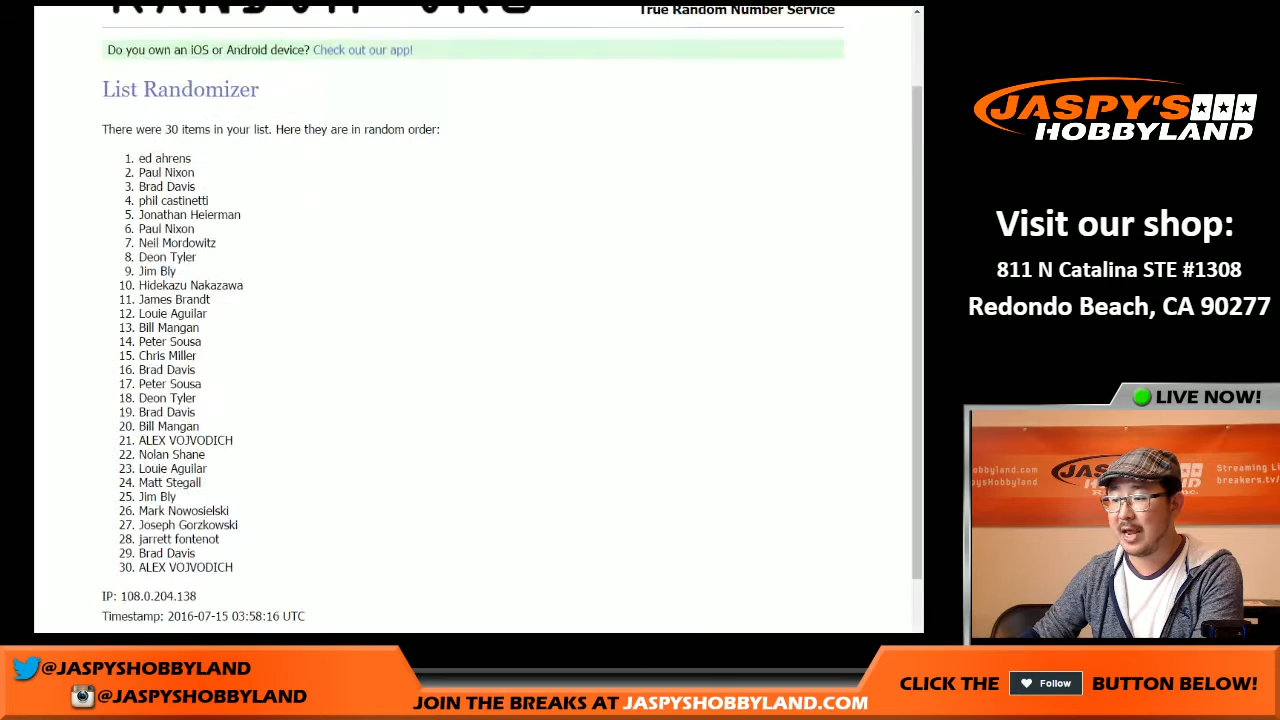 RANDOM ORG
True Random Number Service
Do you own an iOS or Android device? Check out our app!
List Randomizer
There were 30 items in your list. Here they are in random order:
1. ed ahrens
2. Paul Nixon
3. Brad Davis
4. phil castinetti
5. Jonathan Heierman
6. Paul Nixon
7. Neil Mordowitz
8. Deon Tyler
9. Jim Bly
10. Hidekazu Nakazawa
11. James Brandt
12. Louie Aguilar
13. Bill Mangan
14. Peter Sousa
15. Chris Miller
16. Brad Davis
17. Peter Sousa
18. Deon Tyler
19. Brad Davis
20. Bill Mangan
21. ALEX VOJVODICH
22. Nolan Shane
23. Louie Aguilar
24. Matt Stegall
25. Jim Bly
26. Mark Nowosielski
27. Joseph Gorzkowski
28. jarrett fontenot
29. Brad Davis
30. ALEX VOJVODICH
IP: 108.0.204.138
Timestamp: 2016-07-15 03:58:16 UTC
JASPY'S
HOBBYLAND
Visit our shop:
811 N Catalina STE #1308
Redondo Beach, CA 90277
LIVE NOW!
Streaming
breakers.tv/
@JASPYSHOBBYLAND
@JASPYSHOBBYLAND
JOIN THE BREAKS AT JASPYSHOBBYLAND.COM
CLICK THE Follow BUTTON BELOW!